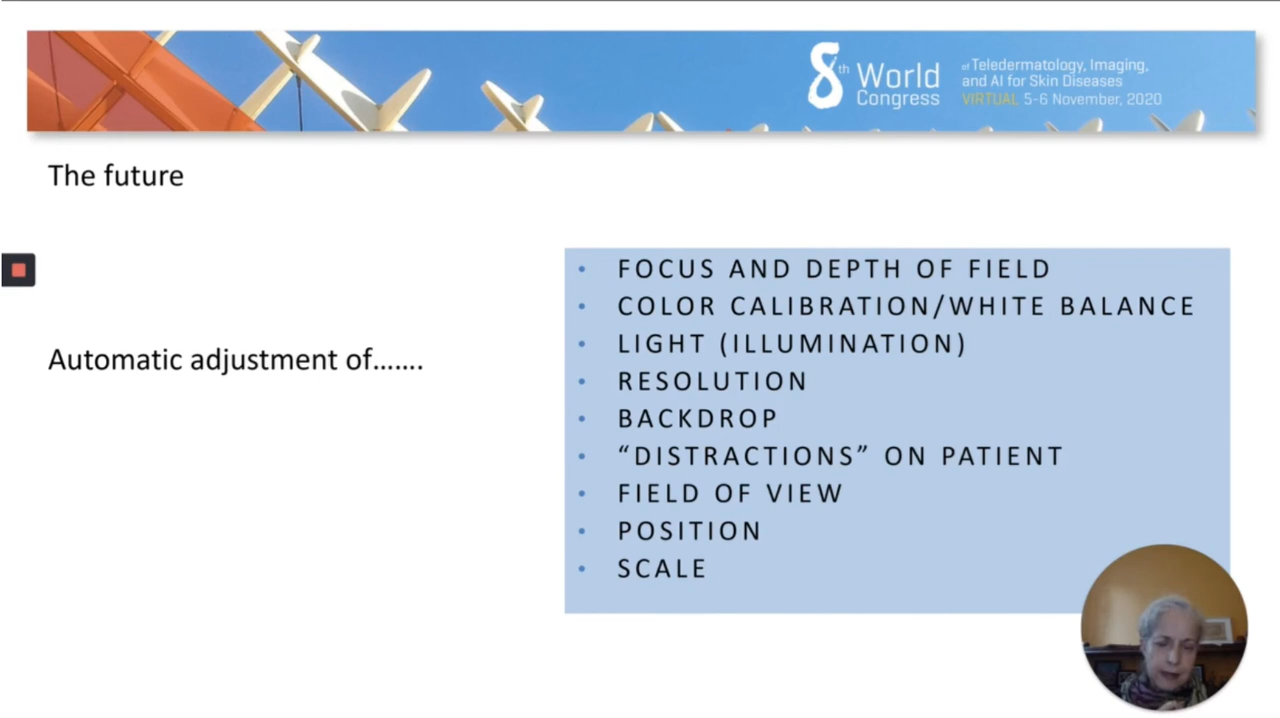 8th World Congress
of Teledermatology, Imaging,
and AI for Skin Diseases
VIRTUAL 5-6 November, 2020
The future
Automatic adjustment of.......
• FOCUS AND DEPTH OF FIELD
• COLOR CALIBRATION/WHITE BALANCE
• LIGHT (ILLUMINATION)
• RESOLUTION
• BACKDROP
• “DISTRACTIONS” ON PATIENT
• FIELD OF VIEW
• POSITION
• SCALE